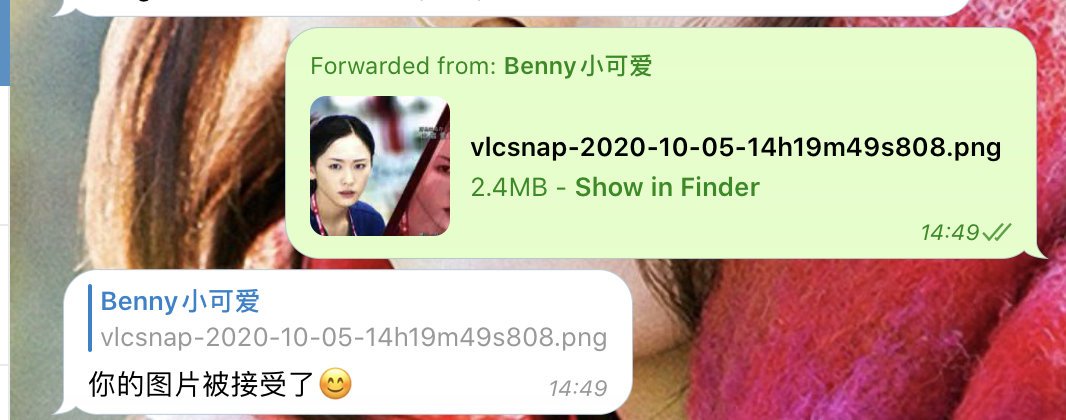 Forwarded from: Benny小可爱
vlcsnap-2020-10-05-14h19m49s808.png
2.4MB - Show in Finder
14:49
Benny小可爱
vlcsnap-2020-10-05-14h19m49s808.png
你的图片被接受了😊
14:49